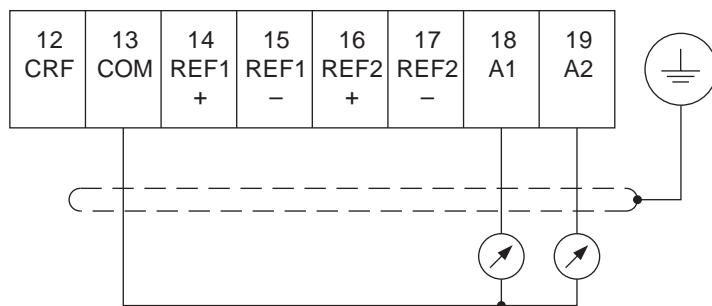 12 13 14 15 16 17 18 19
CRF COM REF1 REF1 REF2 REF2 A1 A2
+ – + –